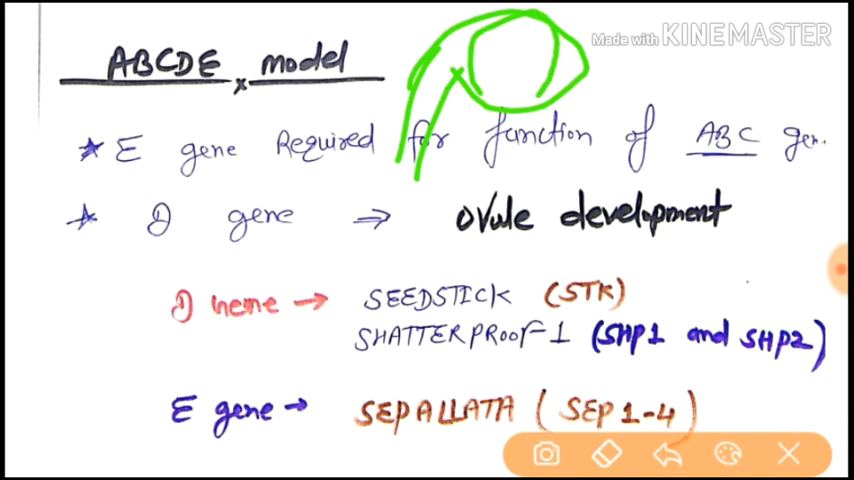 Made with KINEMASTER
ABCDE x model
★ E gene Required for function of ABC gen.
★ D gene ⇒ Ovule development
D Gene → SEEDSTICK (STK)
SHATTERPROOF 1 (SHP1 and SHP2)
E gene → SEPALLATA (SEP 1-4)